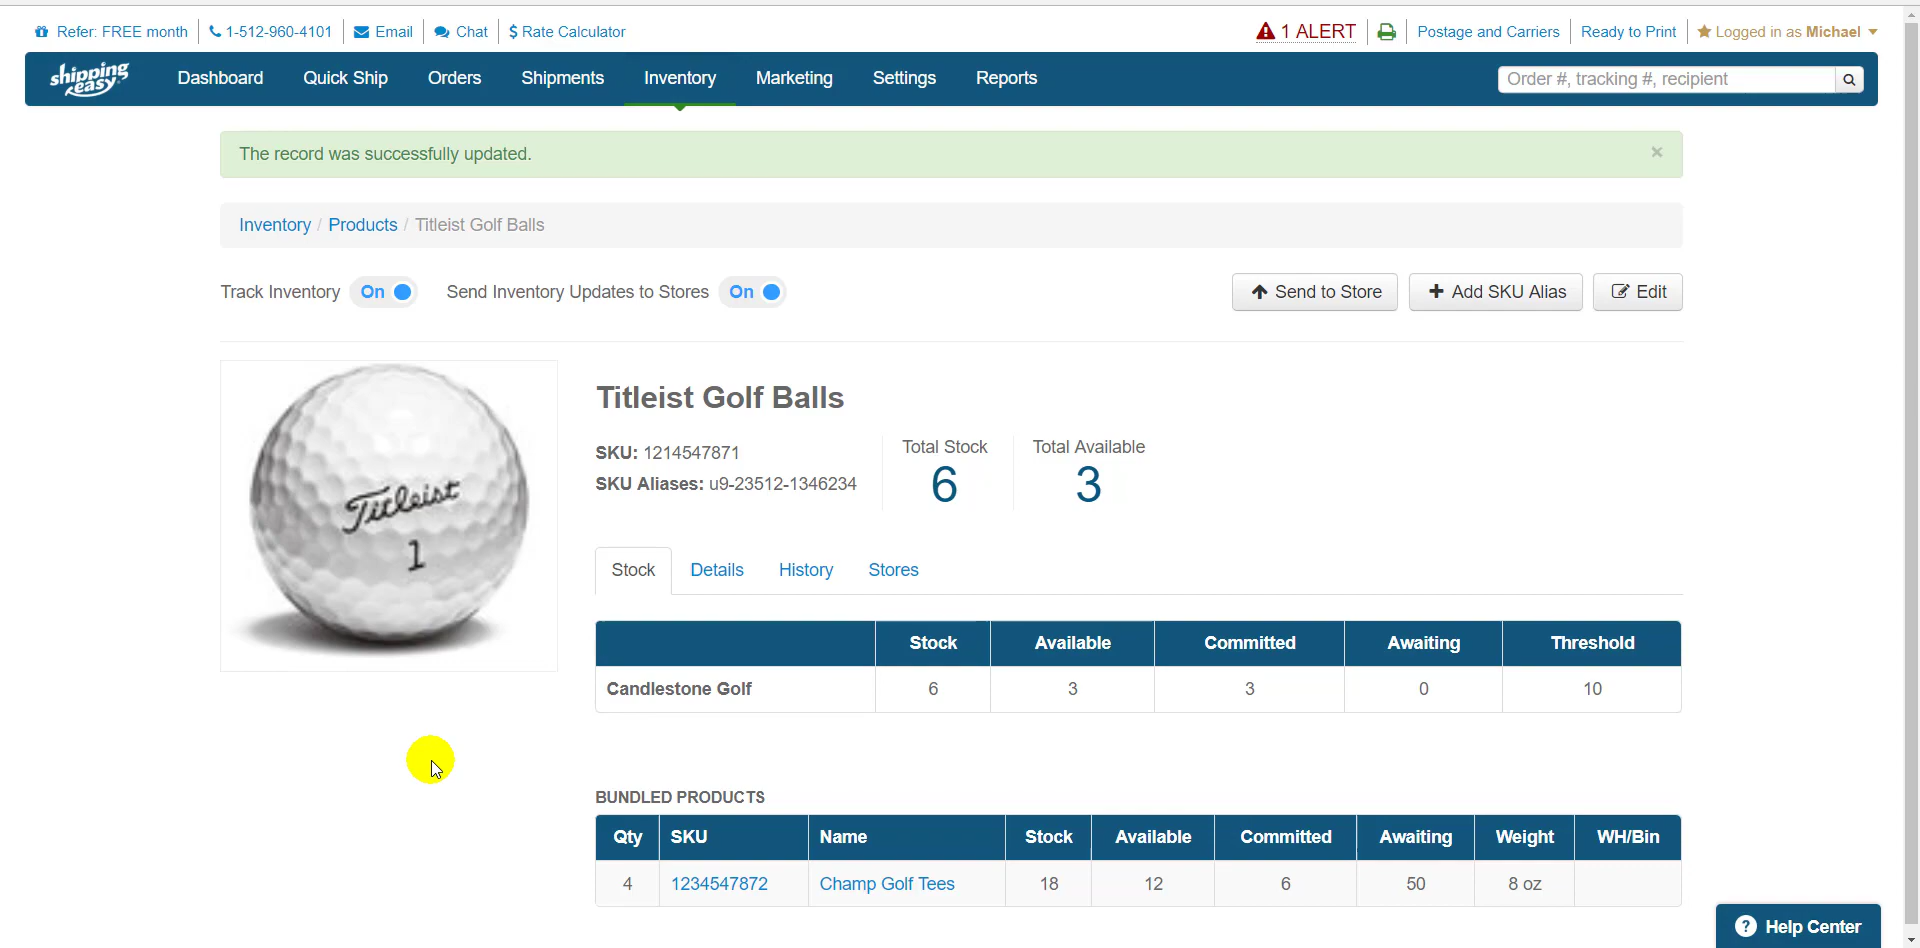 Refer: FREE month 1-512-960-4101 Email Chat $ Rate Calculator 1 ALERT Postage and Carriers Ready to Print Logged in as Michael
shipping easy Dashboard Quick Ship Orders Shipments Inventory Marketing Settings Reports Order #, tracking #, recipient
The record was successfully updated. ×
Inventory / Products / Titleist Golf Balls
Track Inventory On Send Inventory Updates to Stores On Send to Store + Add SKU Alias Edit
Titleist Golf Balls
SKU: 1214547871
SKU Aliases: u9-23512-1346234
Total Stock Total Available
6 3
Titleist
1
Stock Details History Stores
Stock Available Committed Awaiting Threshold
Candlestone Golf 6 3 3 0 10
BUNDLED PRODUCTS
Qty SKU Name Stock Available Committed Awaiting Weight WH/Bin
4 1234547872 Champ Golf Tees 18 12 6 50 8 oz
? Help Center